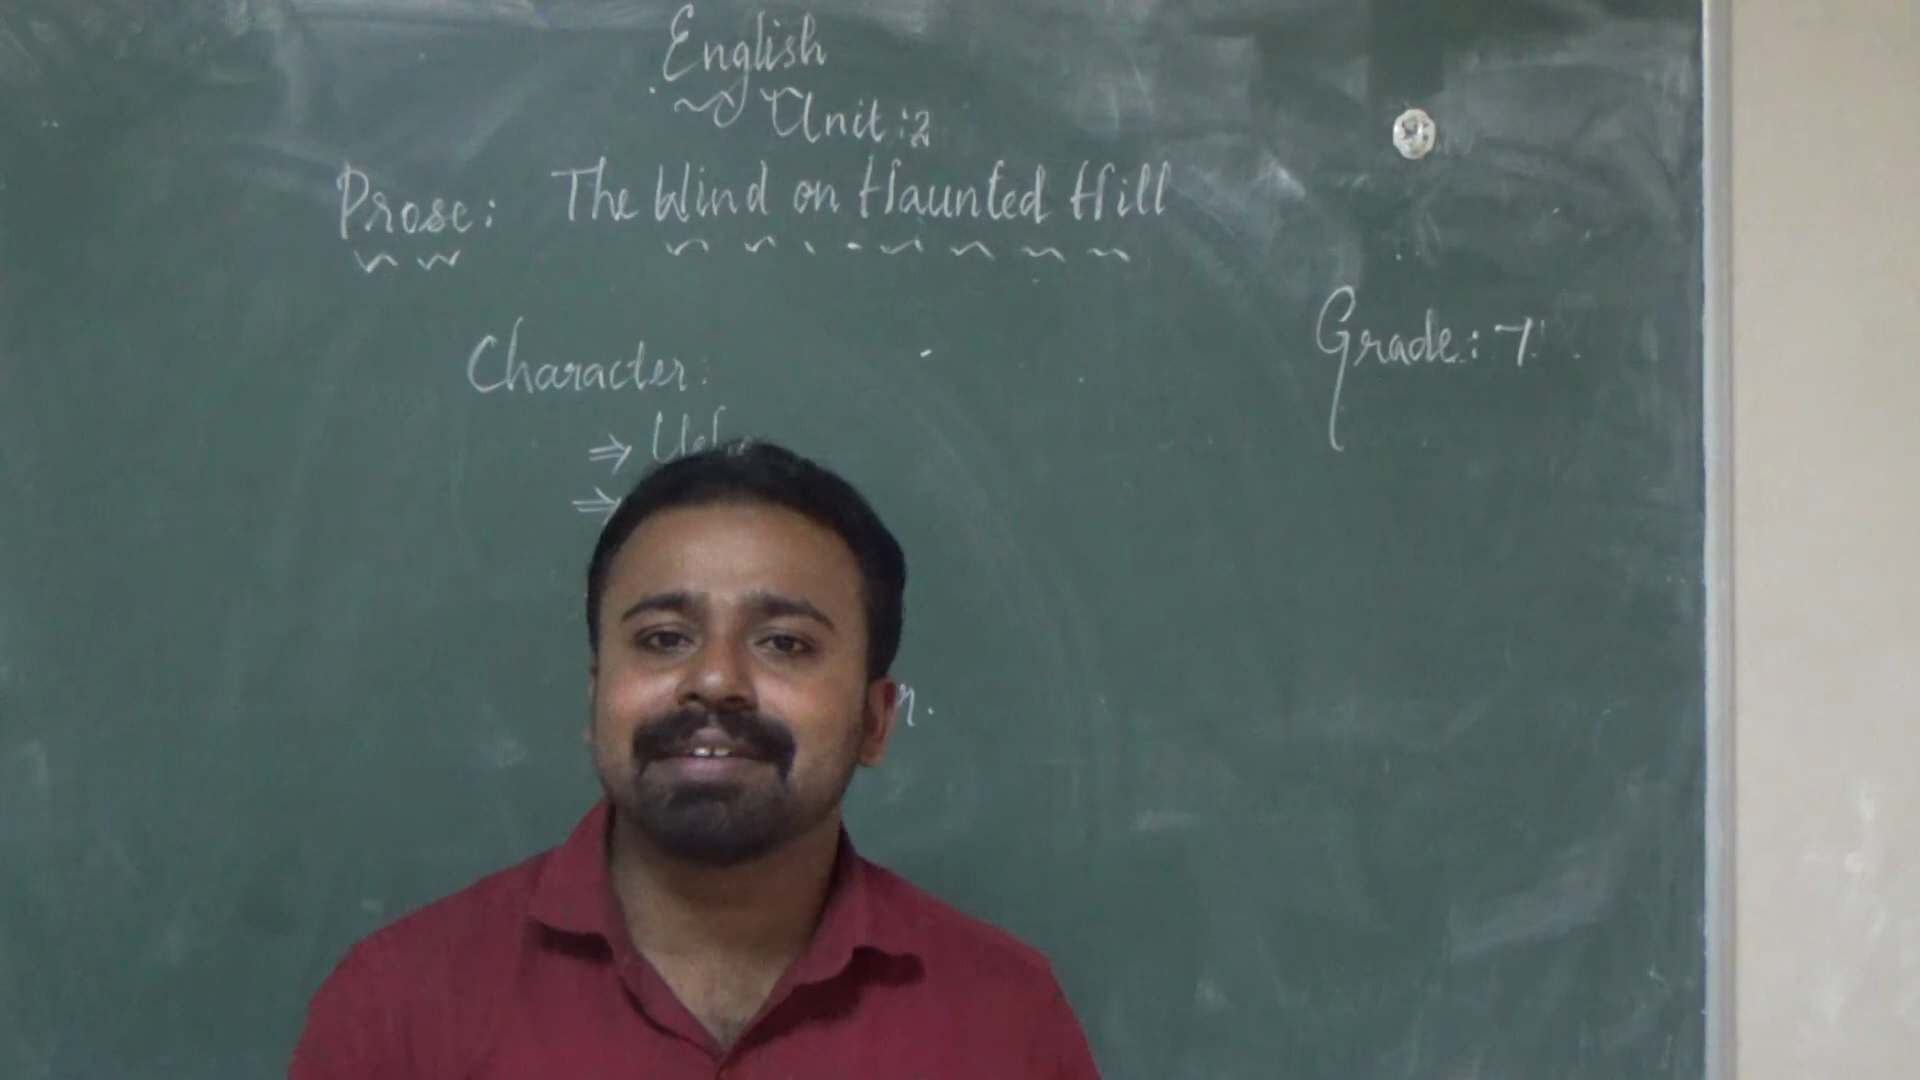 English
Unit:2
Prose: The Wind on Haunted Hill
Grade: 7
Character:
⇒
⇒